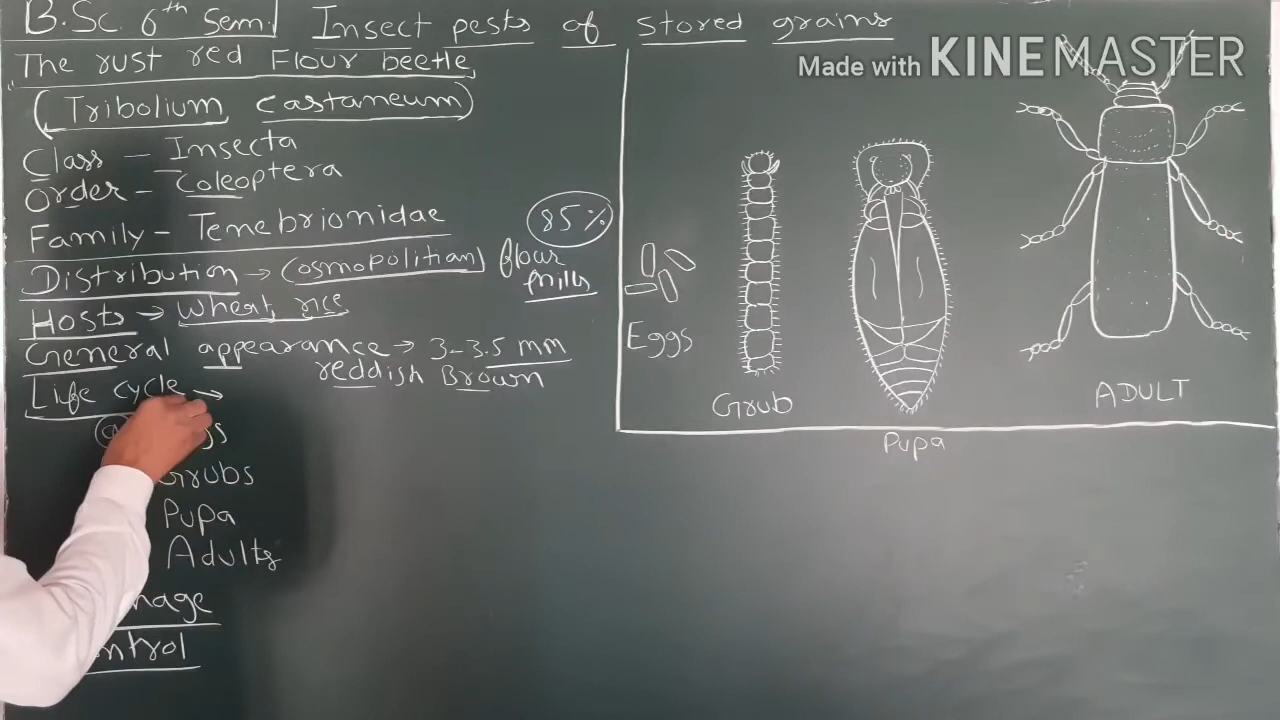 B.Sc. 6th Sem. Insect pests of stored grains
The rust red Flour beetle
(Tribolium castaneum)
Class - Insecta
Order - Coleoptera
Family - Tenebrionidae
85%
Distribution → Cosmopolitian flour mills
Hosts → Wheat, rice
General appearance → 3-3.5 mm
reddish Brown
Life cycle →
Grubs
Pupa
Adults
Made with KINEMASTER
Eggs
Grub
Pupa
ADULT